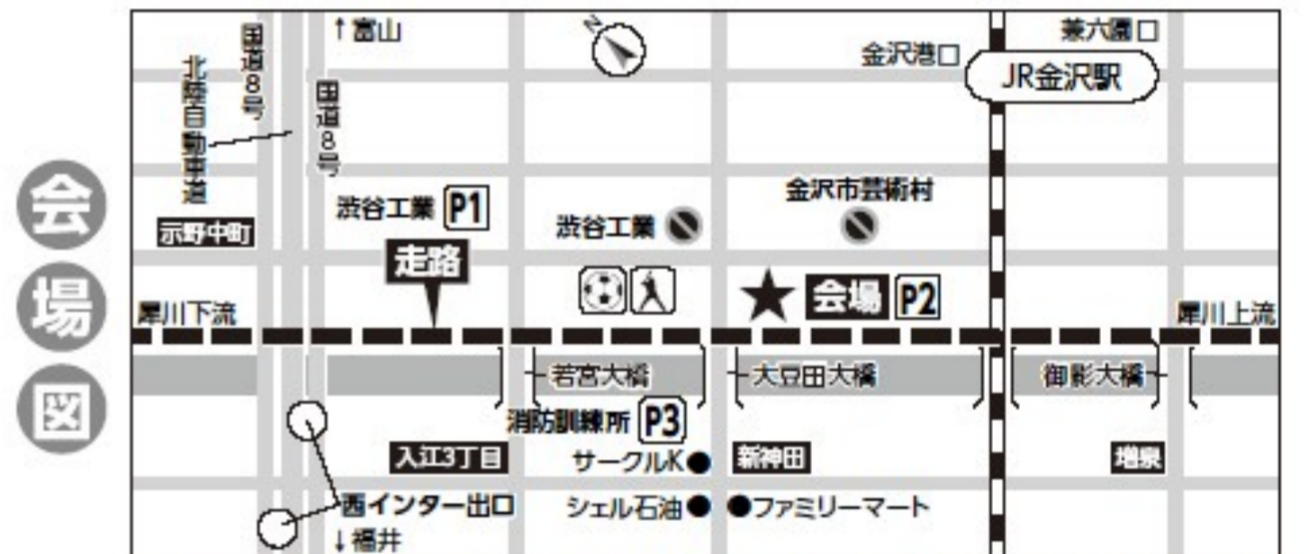 会場図
↑富山
国道8号
北陸自動車道
国道8号
N
金沢港口
兼六園口
JR金沢駅
示野中町
渋谷工業 P1
走路
渋谷工業
金沢市芸術村
★ 会場 P2
犀川下流
犀川上流
若宮大橋
大豆田大橋
御影大橋
消防訓練所 P3
入江3丁目
サークルK●
新神田
増泉
西インター出口
シェル石油●
●ファミリーマート
↓福井